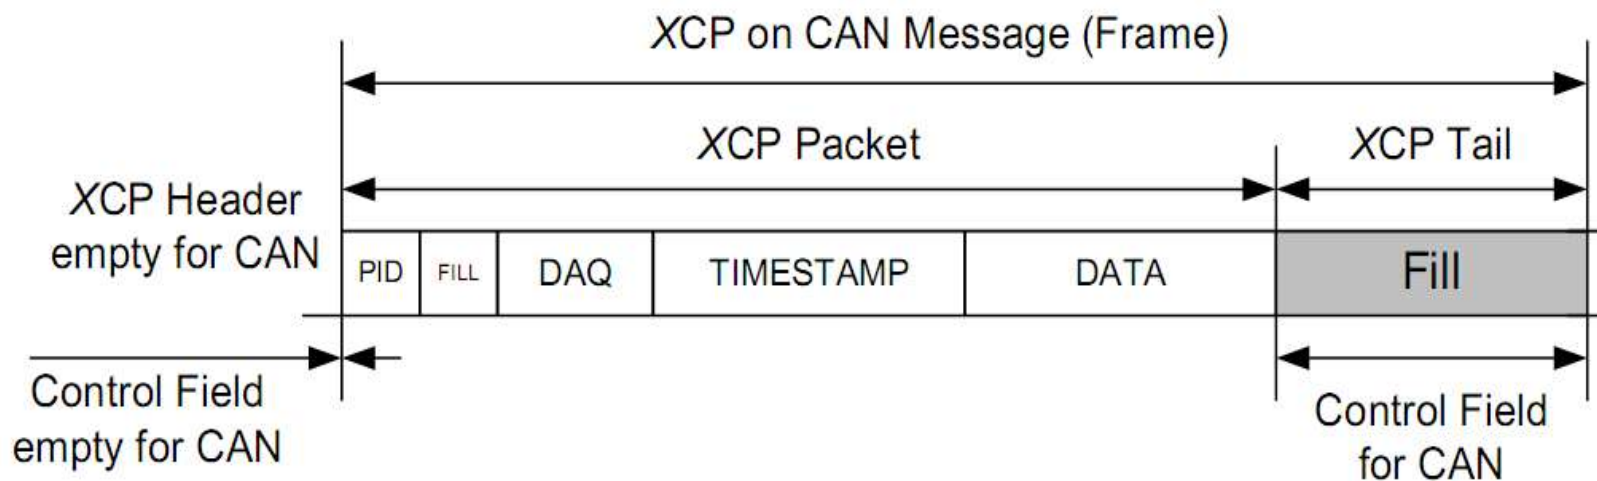 XCP on CAN Message (Frame)
XCP Packet
XCP Tail
XCP Header
empty for CAN
PID
FILL
DAQ
TIMESTAMP
DATA
Fill
Control Field
empty for CAN
Control Field
for CAN